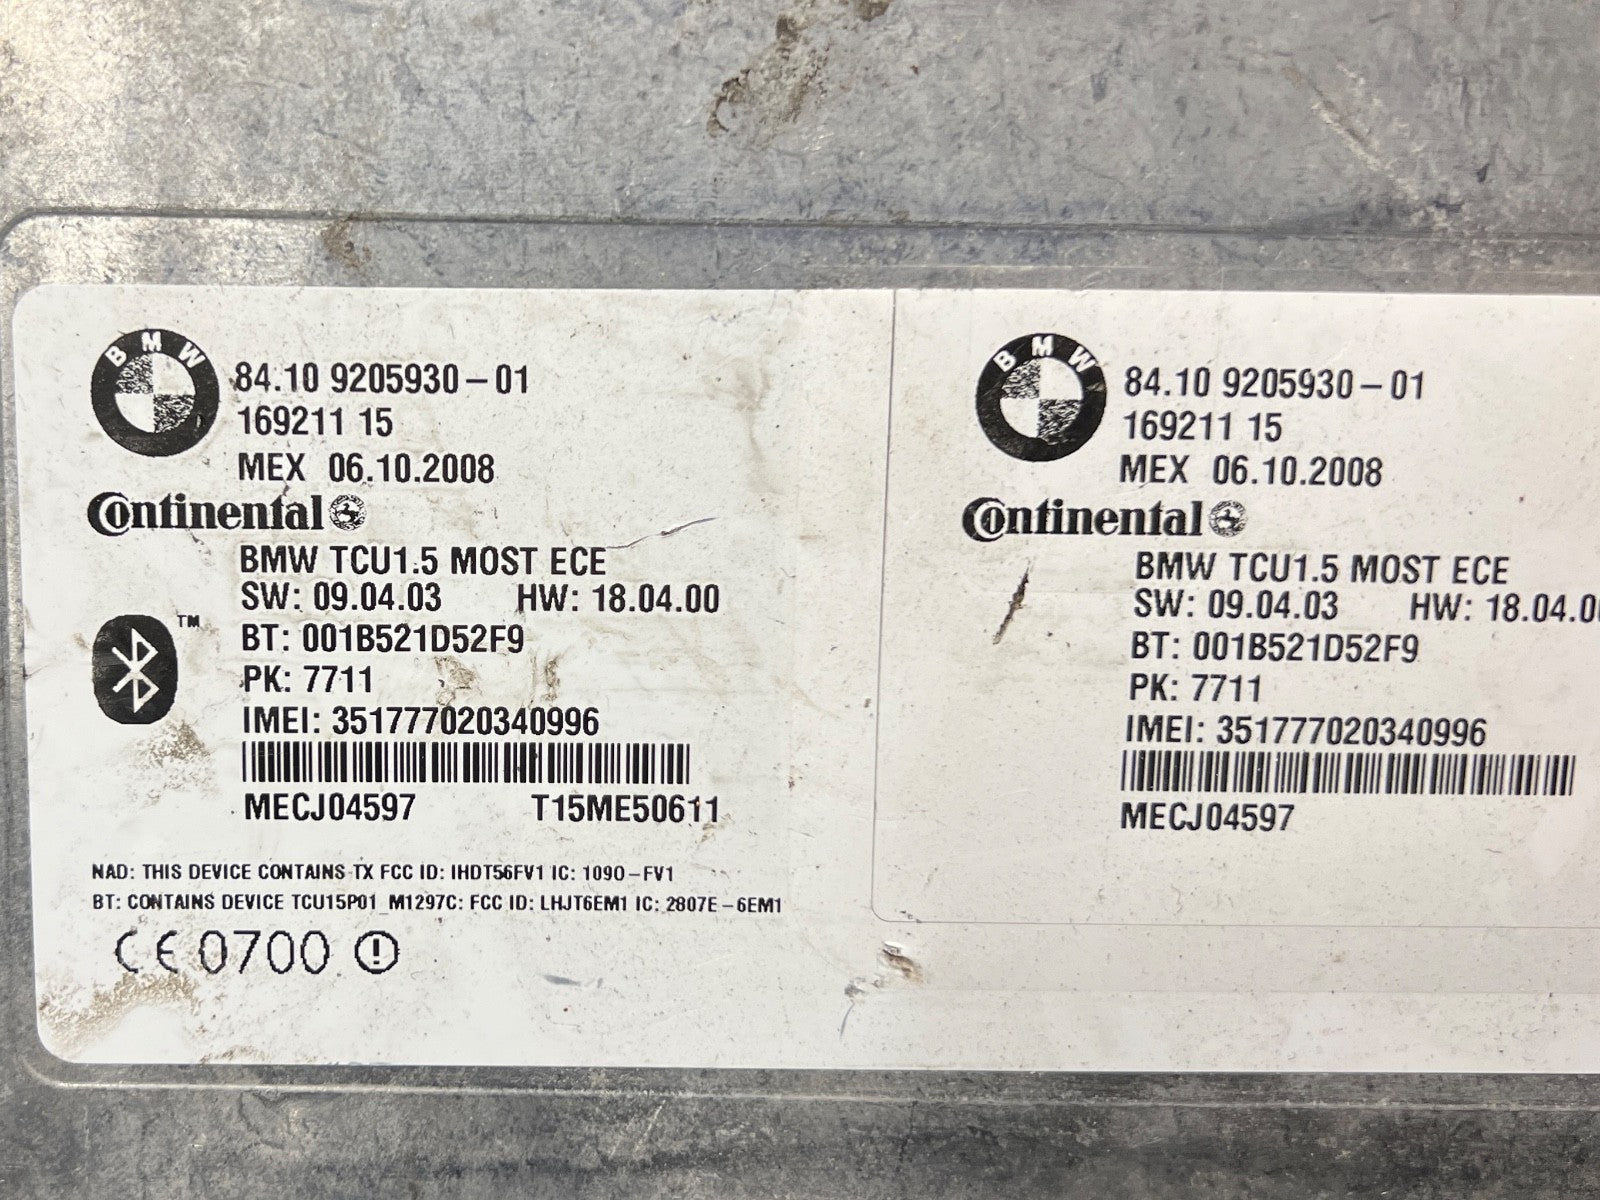 BMW
84.10 9205930-01
169211 15
MEX 06.10.2008
Continental
BMW TCU1.5 MOST ECE
SW: 09.04.03 HW: 18.04.00
TM
BT: 001B521D52F9
PK: 7711
IMEI: 351777020340996
MECJ04597 T15ME50611
NAD: THIS DEVICE CONTAINS TX FCC ID: IHDT56FV1 IC: 1090-FV1
BT: CONTAINS DEVICE TCU15P01_M1297C: FCC ID: LHJT6EM1 IC: 2807E-6EM1
CE 0700 !
BMW
84.10 9205930-01
169211 15
MEX 06.10.2008
Continental
BMW TCU1.5 MOST ECE
SW: 09.04.03 HW: 18.04.00
BT: 001B521D52F9
PK: 7711
IMEI: 351777020340996
MECJ04597